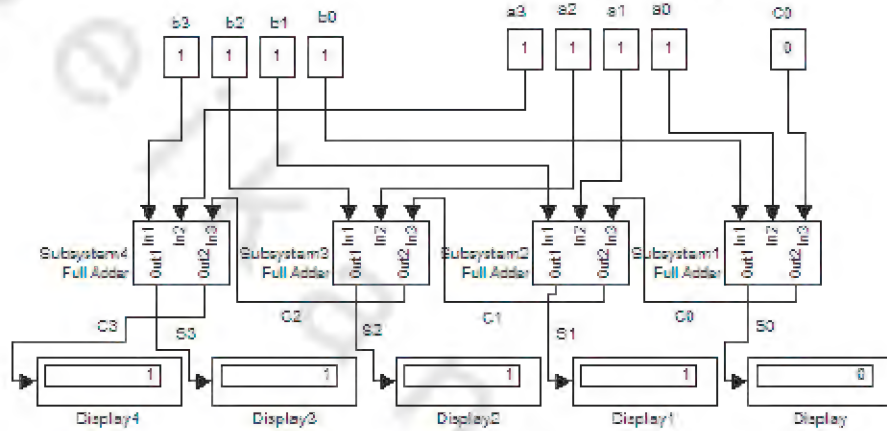 b3 b2 b1 b0 a3 a2 a1 a0 C0
1 1 1 1 1 1 1 1 0
In1 In2 In3 In1 In2 In3 In1 In2 In3 In1 In2 In3
Subsystem4 Subsystem3 Subsystem2 Subsystem1
Full Adder Full Adder Full Adder Full Adder
Out1 Out2 Out1 Out2 Out1 Out2 Out1 Out2
C3 S3 C2 S2 C1 S1 C0 S0
1 1 1 1 0
Display4 Display3 Display2 Display1 Display